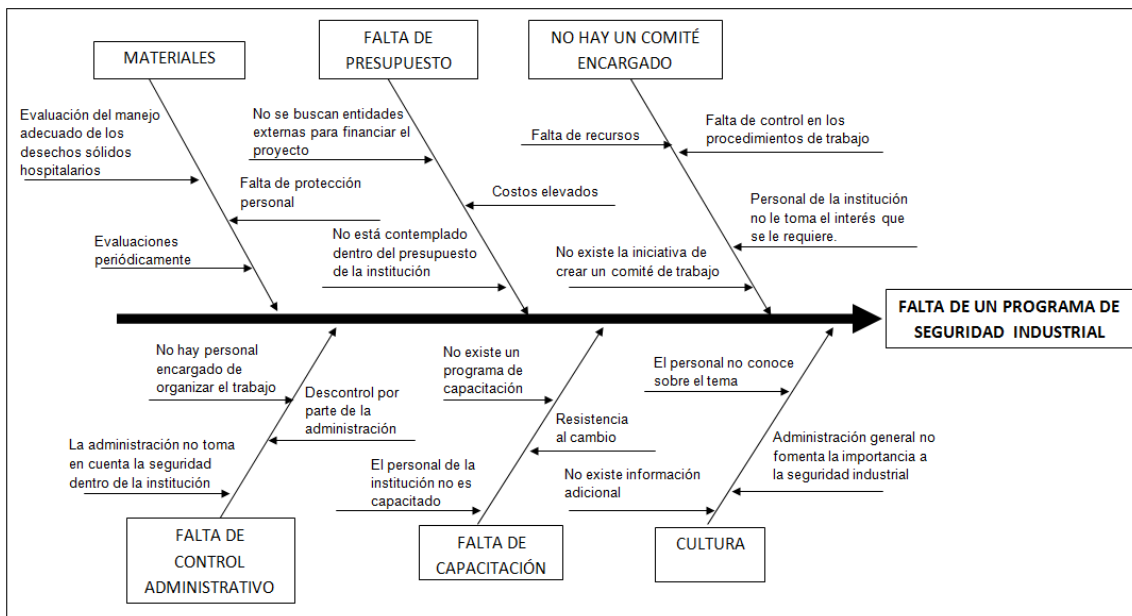 MATERIALES
FALTA DE
PRESUPUESTO
NO HAY UN COMITÉ
ENCARGADO
Evaluación del manejo
adecuado de los
desechos sólidos
hospitalarios
Falta de protección
personal
Evaluaciones
periódicamente
No se buscan entidades
externas para financiar el
proyecto
Costos elevados
No está contemplado
dentro del presupuesto
de la institución
Falta de recursos
Falta de control en los
procedimientos de trabajo
Personal de la institución
no le toma el interés que
se le requiere.
No existe la iniciativa de
crear un comité de trabajo
FALTA DE UN PROGRAMA DE
SEGURIDAD INDUSTRIAL
No hay personal
encargado de
organizar el trabajo
Descontrol por
parte de la
administración
La administración no toma
en cuenta la seguridad
dentro de la institución
No existe un
programa de
capacitación
Resistencia
al cambio
El personal de la
institución no es
capacitado
El personal no conoce
sobre el tema
Administración general no
fomenta la importancia a
la seguridad industrial
No existe información
adicional
FALTA DE
CONTROL
ADMINISTRATIVO
FALTA DE
CAPACITACIÓN
CULTURA